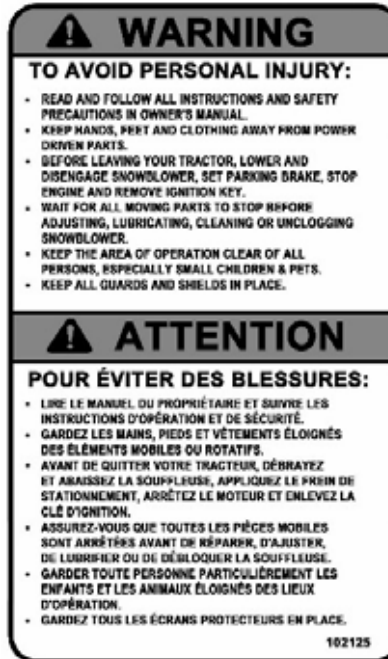 WARNING
TO AVOID PERSONAL INJURY:
• READ AND FOLLOW ALL INSTRUCTIONS AND SAFETY
PRECAUTIONS IN OWNER'S MANUAL.
• KEEP HANDS, FEET AND CLOTHING AWAY FROM POWER
DRIVEN PARTS.
• BEFORE LEAVING YOUR TRACTOR, LOWER AND
DISENGAGE SNOWBLOWER, SET PARKING BRAKE, STOP
ENGINE AND REMOVE IGNITION KEY.
• WAIT FOR ALL MOVING PARTS TO STOP BEFORE
ADJUSTING, LUBRICATING, CLEANING OR UNCLOGGING
SNOWBLOWER.
• KEEP THE AREA OF OPERATION CLEAR OF ALL
PERSONS, ESPECIALLY SMALL CHILDREN & PETS.
• KEEP ALL GUARDS AND SHIELDS IN PLACE.
ATTENTION
POUR ÉVITER DES BLESSURES:
• LIRE LE MANUEL DU PROPRIÉTAIRE ET SUIVRE LES
INSTRUCTIONS D'OPÉRATION ET DE SÉCURITÉ.
• GARDEZ LES MAINS, PIEDS ET VÊTEMENTS ÉLOIGNÉS
DES ÉLÉMENTS MOBILES OU ROTATIFS.
• AVANT DE QUITTER VOTRE TRACTEUR, DÉBRAYEZ
ET ABAISSEZ LA SOUFFLEUSE, APPLIQUEZ LE FREIN DE
STATIONNEMENT, ARRÊTEZ LE MOTEUR ET ENLEVEZ LA
CLÉ D'IGNITION.
• ASSUREZ-VOUS QUE TOUTES LES PIÈCES MOBILES
SONT ARRÊTÉES AVANT DE RÉPARER, D'AJUSTER,
DE LUBRIFIER OU DE DÉBLOQUER LA SOUFFLEUSE.
• GARDER TOUTE PERSONNE PARTICULIÈREMENT LES
ENFANTS ET LES ANIMAUX ÉLOIGNÉS DES LIEUX
D'OPÉRATION.
• GARDEZ TOUS LES ÉCRANS PROTECTEURS EN PLACE.
102125